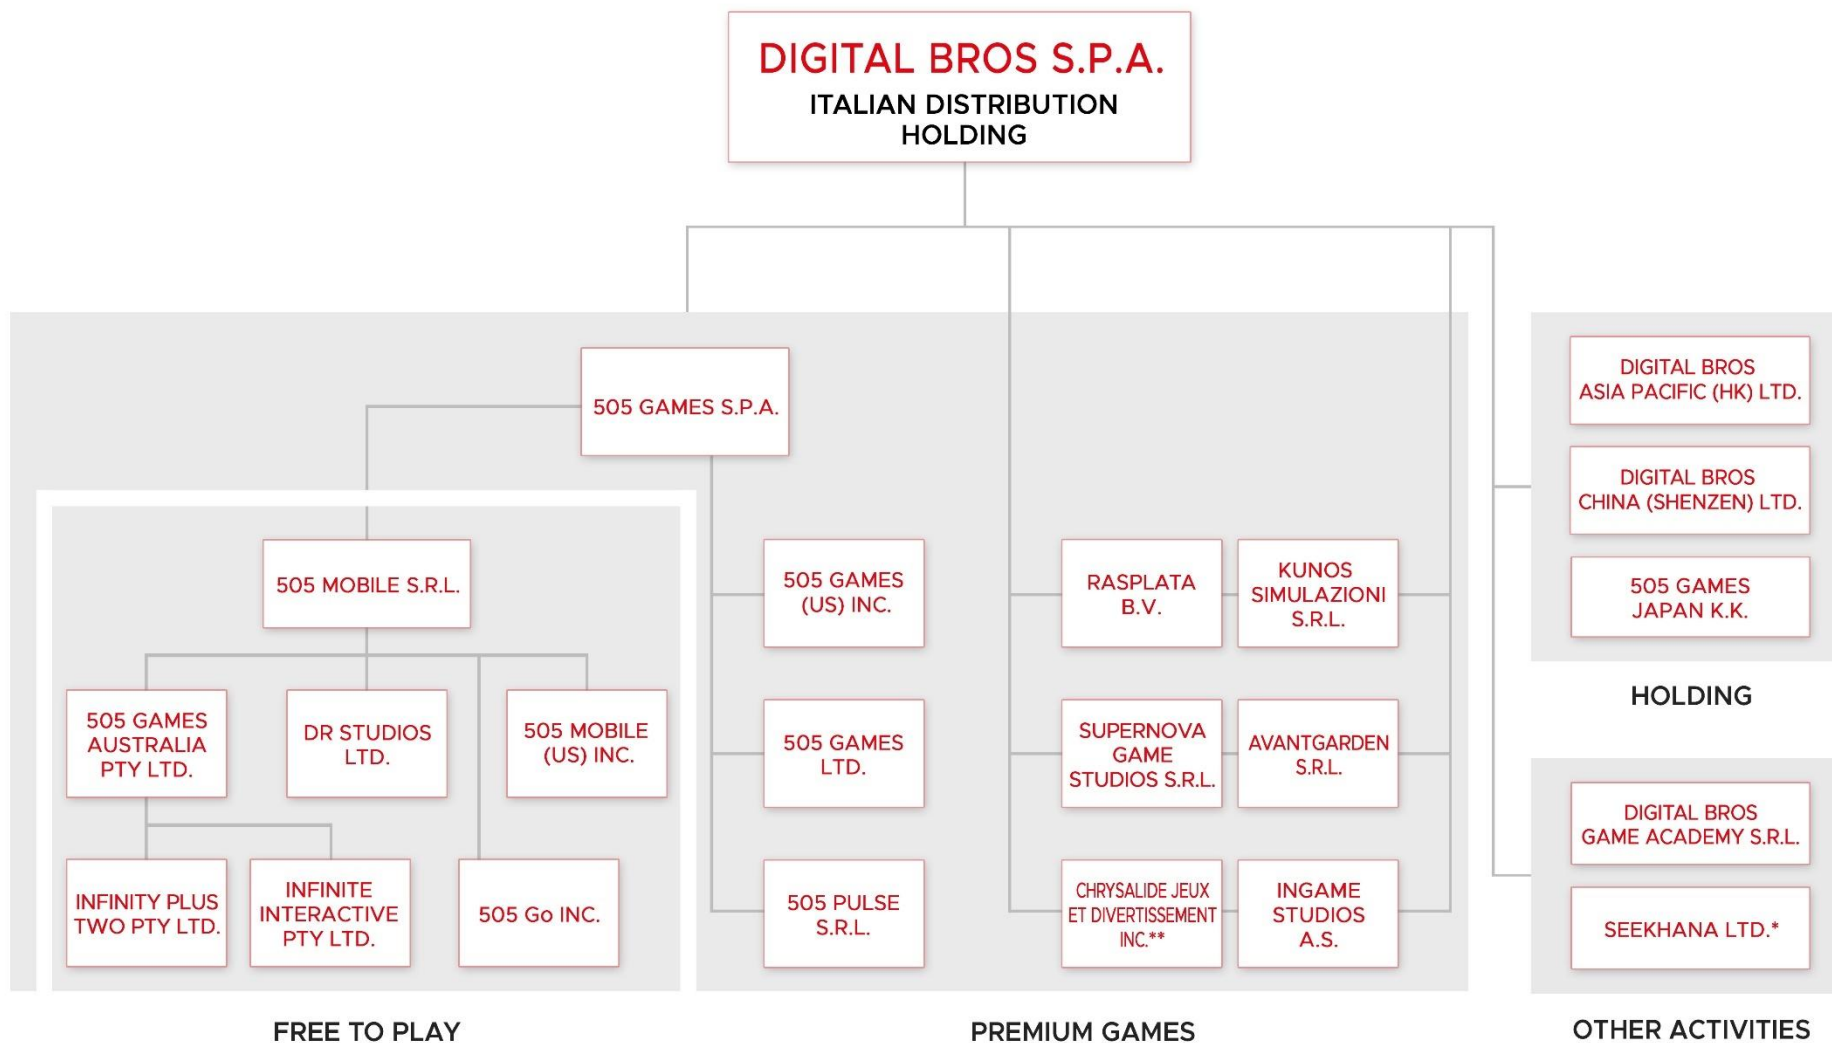 DIGITAL BROS S.P.A.
ITALIAN DISTRIBUTION
HOLDING
505 GAMES S.P.A.
505 MOBILE S.R.L.
505 GAMES
AUSTRALIA
PTY LTD.
DR STUDIOS
LTD.
505 MOBILE
(US) INC.
INFINITY PLUS
TWO PTY LTD.
INFINITE
INTERACTIVE
PTY LTD.
505 Go INC.
FREE TO PLAY
505 GAMES
(US) INC.
505 GAMES
LTD.
505 PULSE
S.R.L.
RASPLATA
B.V.
KUNOS
SIMULAZIONI
S.R.L.
SUPERNOVA
GAME
STUDIOS S.R.L.
AVANTGARDEN
S.R.L.
CHRYSALIDE JEUX
ET DIVERTISSEMENT
INC.**
INGAME
STUDIOS
A.S.
PREMIUM GAMES
DIGITAL BROS
ASIA PACIFIC (HK) LTD.
DIGITAL BROS
CHINA (SHENZEN) LTD.
505 GAMES
JAPAN K.K.
HOLDING
DIGITAL BROS
GAME ACADEMY S.R.L.
SEEKHANA LTD.*
OTHER ACTIVITIES